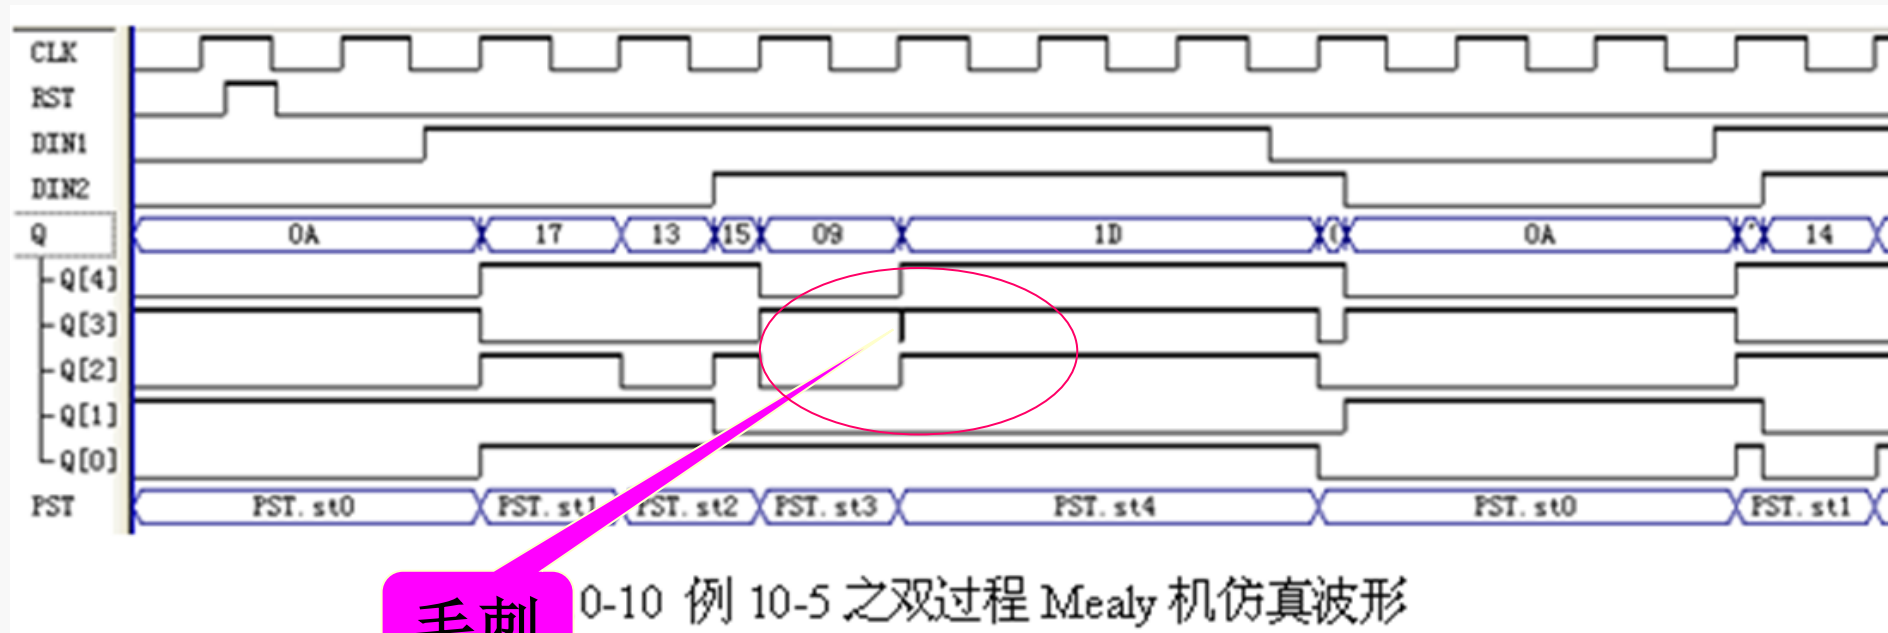 CLK
RST
DIN1
DIN2
Q 0A 17 13 15 09 1D 0A 14
Q[4]
Q[3]
Q[2]
Q[1]
Q[0]
PST PST.st0 PST.st1 PST.st2 PST.st3 PST.st4 PST.st0 PST.st1
毛刺
0-10 例 10-5 之双过程 Mealy 机仿真波形